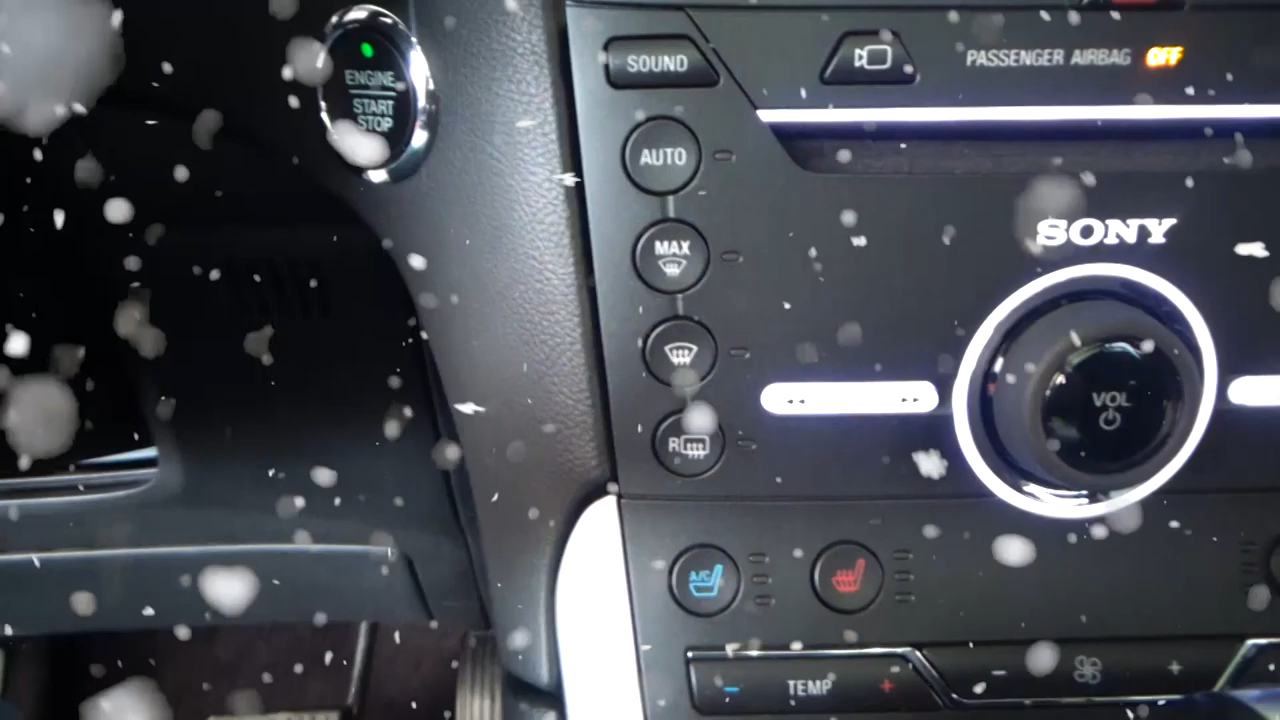 ENGINE
START
STOP
SOUND
PASSENGER AIRBAG OFF
AUTO
MAX
SONY
VOL
R
A/C
- TEMP +
- +